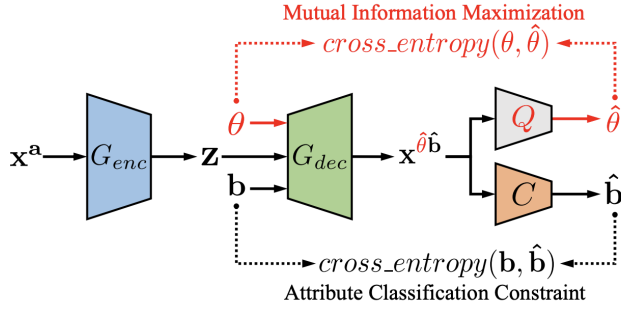 Mutual Information Maximization
cross_entropy(θ, θ̂)
x^a
G_enc
z
θ
b
G_dec
x^θ̂b̂
Q
θ̂
C
b̂
cross_entropy(b, b̂)
Attribute Classification Constraint